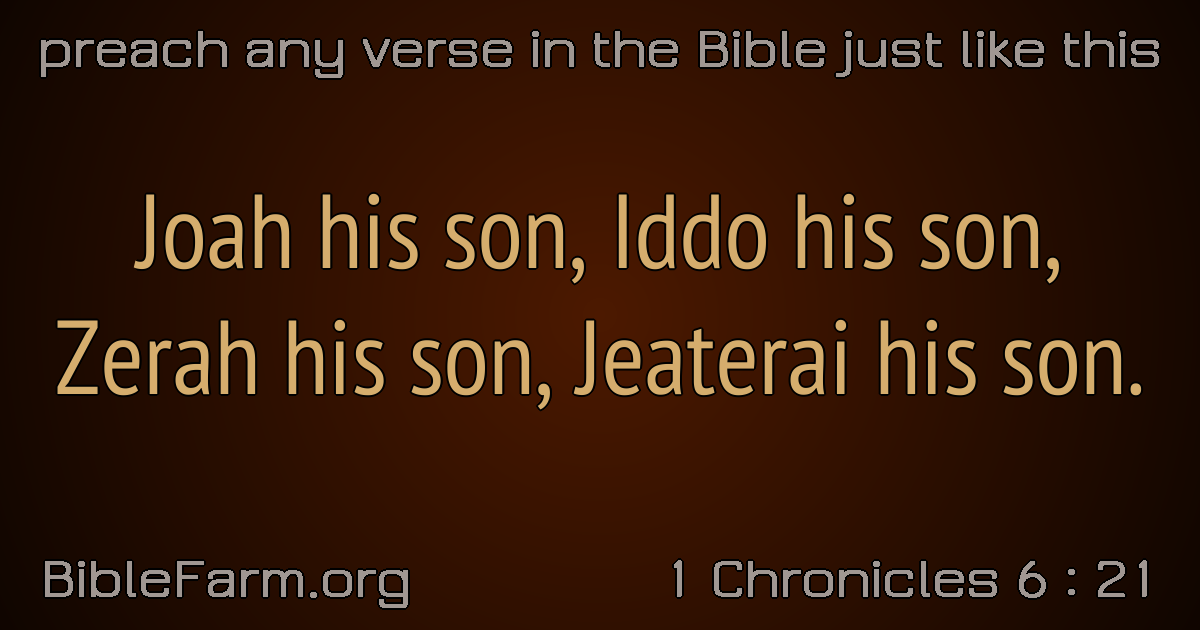 preach any verse in the Bible just like this
Joah his son, Iddo his son,
Zerah his son, Jeaterai his son.
BibleFarm.org
1 Chronicles 6 : 21